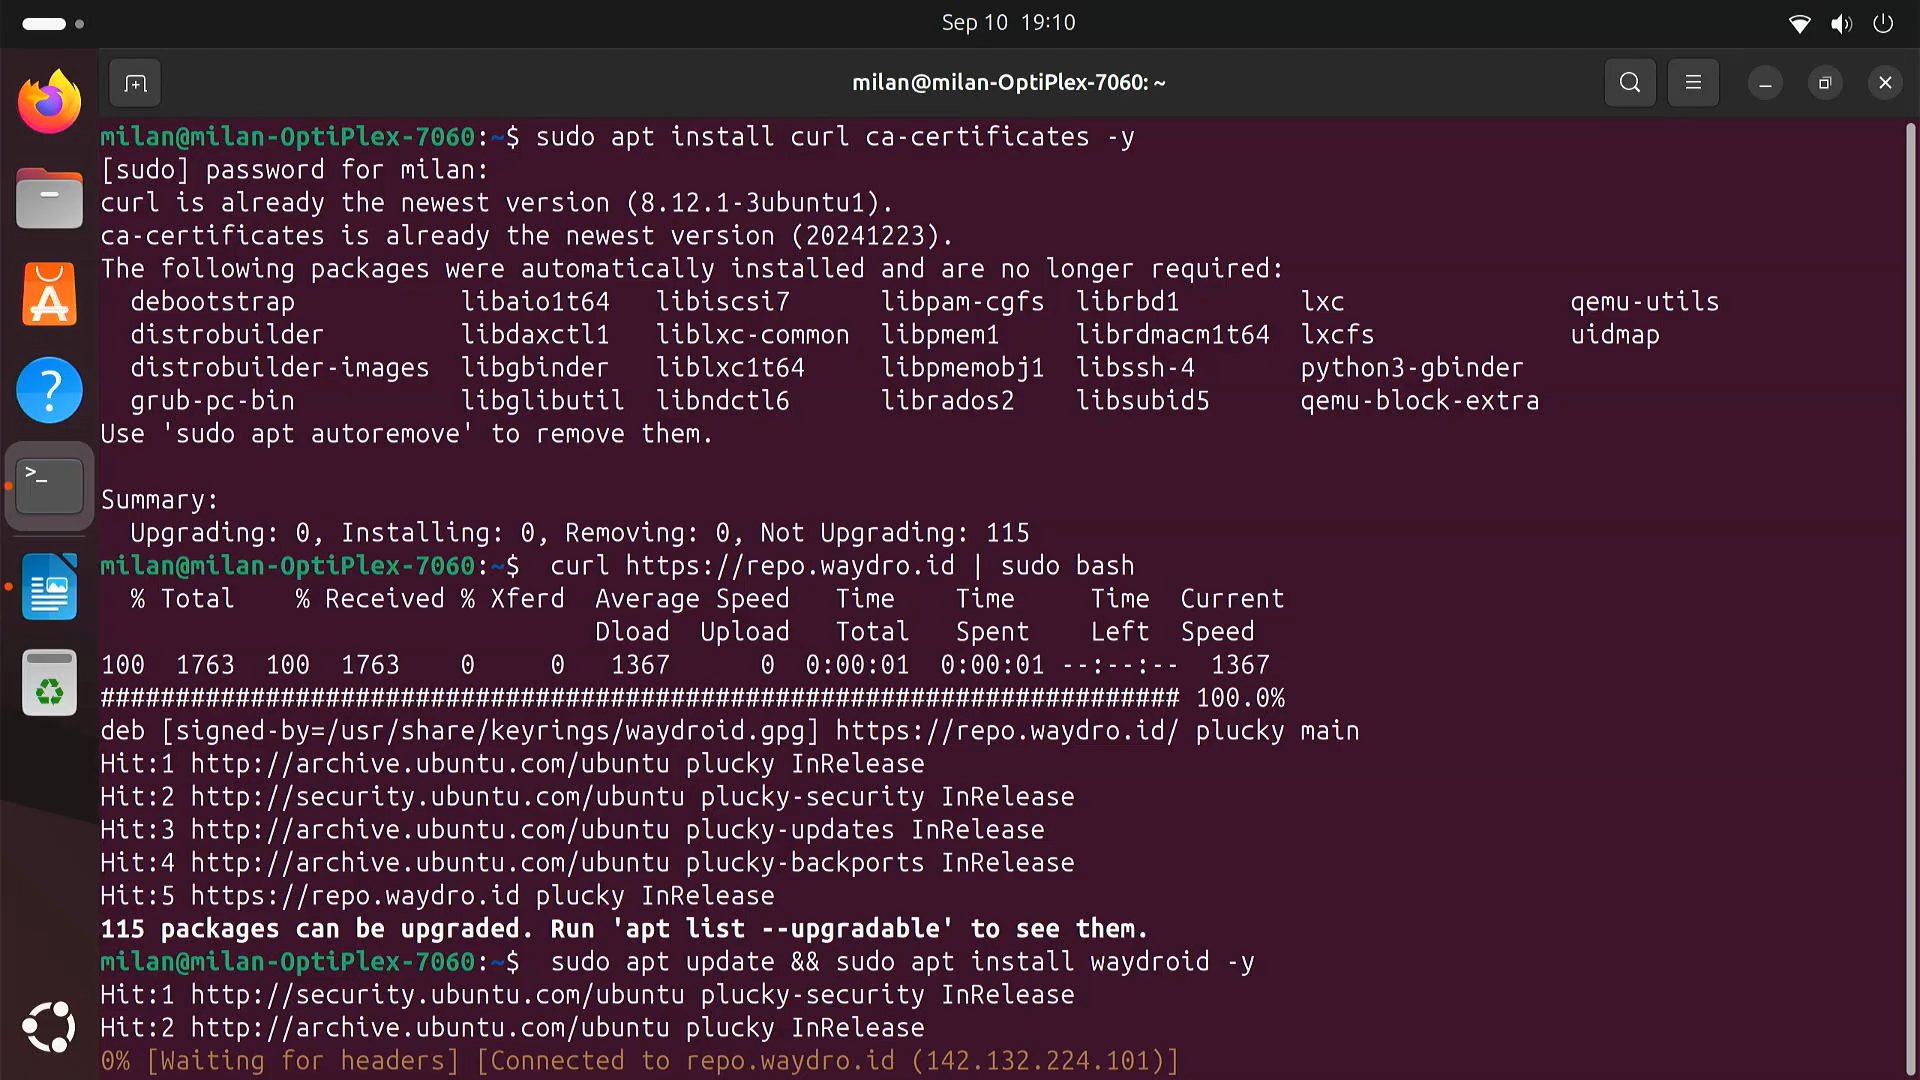 Sep 10 19:10
milan@milan-OptiPlex-7060: ~
milan@milan-OptiPlex-7060:~$ sudo apt install curl ca-certificates -y
[sudo] password for milan:
curl is already the newest version (8.12.1-3ubuntu1).
ca-certificates is already the newest version (20241223).
The following packages were automatically installed and are no longer required:
  debootstrap           libaio1t64   libiscsi7     libpam-cgfs  librbd1       lxc                qemu-utils
  distrobuilder         libdaxctl1   liblxc-common  libpmem1     librdmacm1t64  lxcfs              uidmap
  distrobuilder-images  libgbinder   liblxc1t64    libpmemobj1  libssh-4      python3-gbinder
  grub-pc-bin           libglibutil  libndctl6     librados2    libsubid5     qemu-block-extra
Use 'sudo apt autoremove' to remove them.
Summary:
  Upgrading: 0, Installing: 0, Removing: 0, Not Upgrading: 115
milan@milan-OptiPlex-7060:~$  curl https://repo.waydro.id | sudo bash
  % Total    % Received % Xferd  Average Speed   Time    Time     Time  Current
                                 Dload  Upload   Total   Spent    Left  Speed
100  1763  100  1763    0     0   1367      0  0:00:01  0:00:01 --:--:--  1367
######################################################################## 100.0%
deb [signed-by=/usr/share/keyrings/waydroid.gpg] https://repo.waydro.id/ plucky main
Hit:1 http://archive.ubuntu.com/ubuntu plucky InRelease
Hit:2 http://security.ubuntu.com/ubuntu plucky-security InRelease
Hit:3 http://archive.ubuntu.com/ubuntu plucky-updates InRelease
Hit:4 http://archive.ubuntu.com/ubuntu plucky-backports InRelease
Hit:5 https://repo.waydro.id plucky InRelease
115 packages can be upgraded. Run 'apt list --upgradable' to see them.
milan@milan-OptiPlex-7060:~$  sudo apt update && sudo apt install waydroid -y
Hit:1 http://security.ubuntu.com/ubuntu plucky-security InRelease
Hit:2 http://archive.ubuntu.com/ubuntu plucky InRelease
0% [Waiting for headers] [Connected to repo.waydro.id (142.132.224.101)]